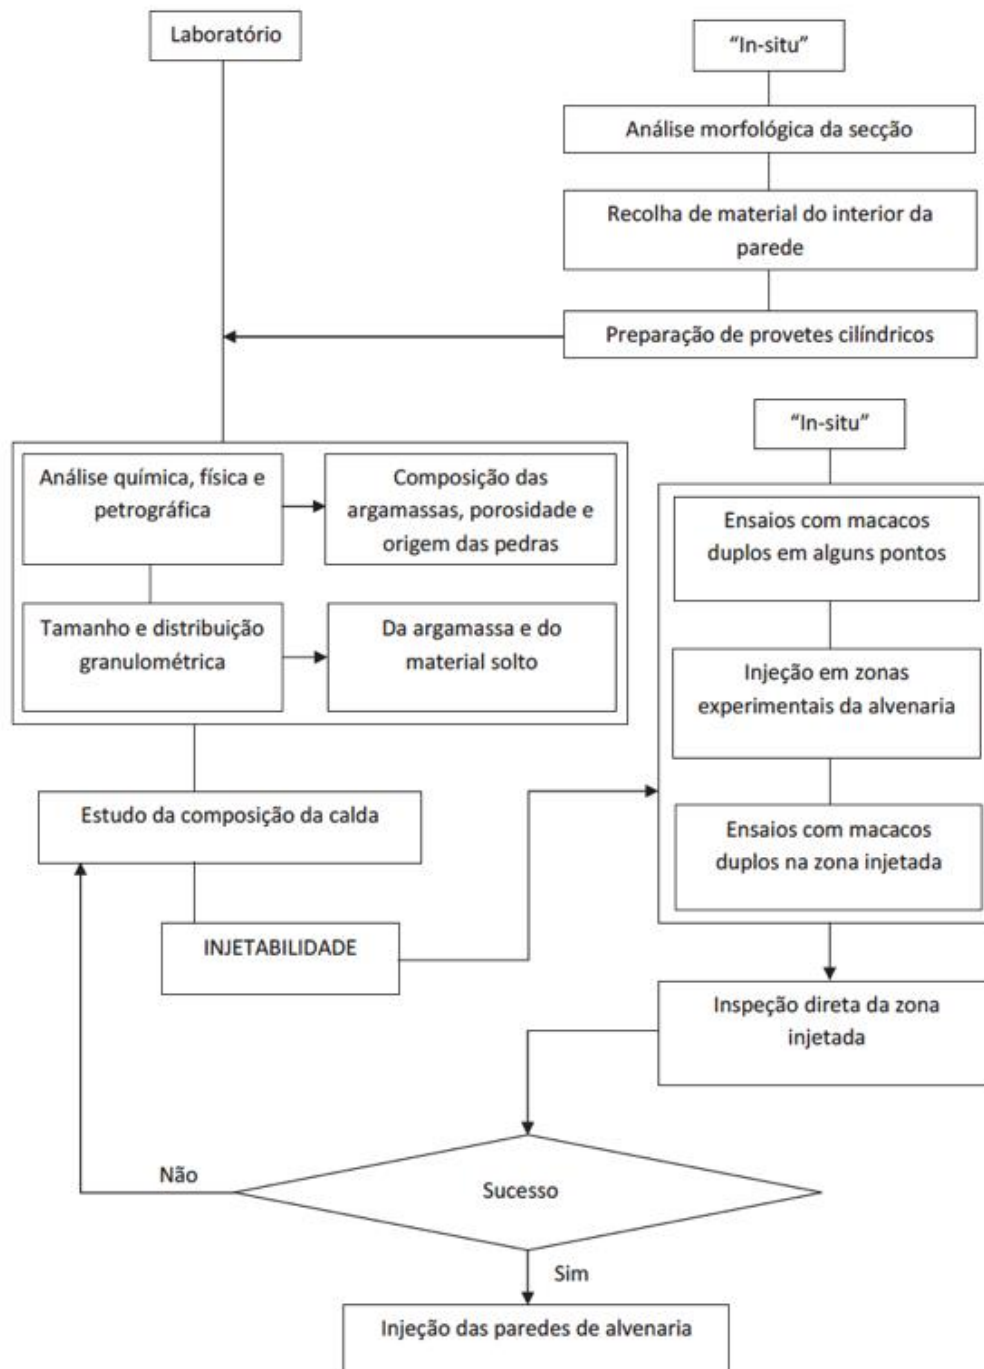 Laboratório
“In-situ”
Análise morfológica da secção
Recolha de material do interior da
parede
Preparação de provetes cilíndricos
“In-situ”
Análise química, física e
petrográfica
Composição das
argamassas, porosidade e
origem das pedras
Tamanho e distribuição
granulométrica
Da argamassa e do
material solto
Ensaios com macacos
duplos em alguns pontos
Injeção em zonas
experimentais da alvenaria
Ensaios com macacos
duplos na zona injetada
Estudo da composição da calda
INJETABILIDADE
Inspeção direta da zona
injetada
Não
Sucesso
Sim
Injeção das paredes de alvenaria